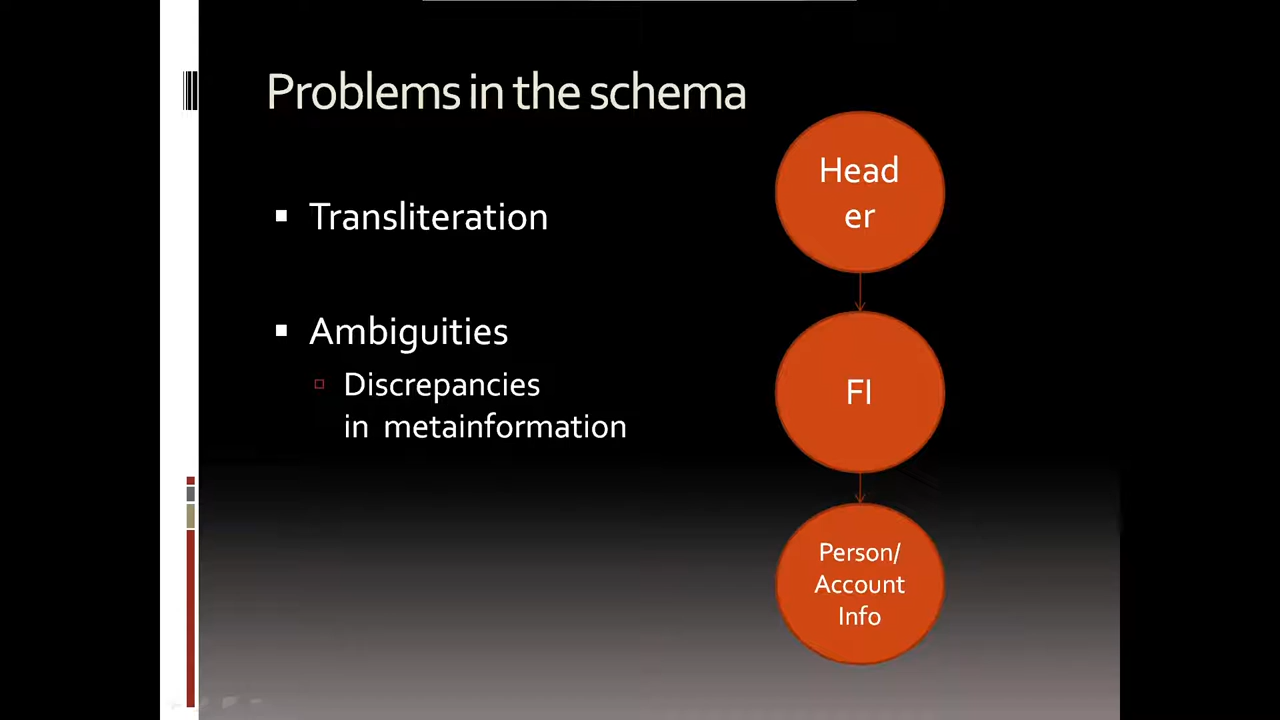 Problems in the schema
Transliteration
Ambiguities
Discrepancies
in metainformation
Head
er
FI
Person/
Account
Info